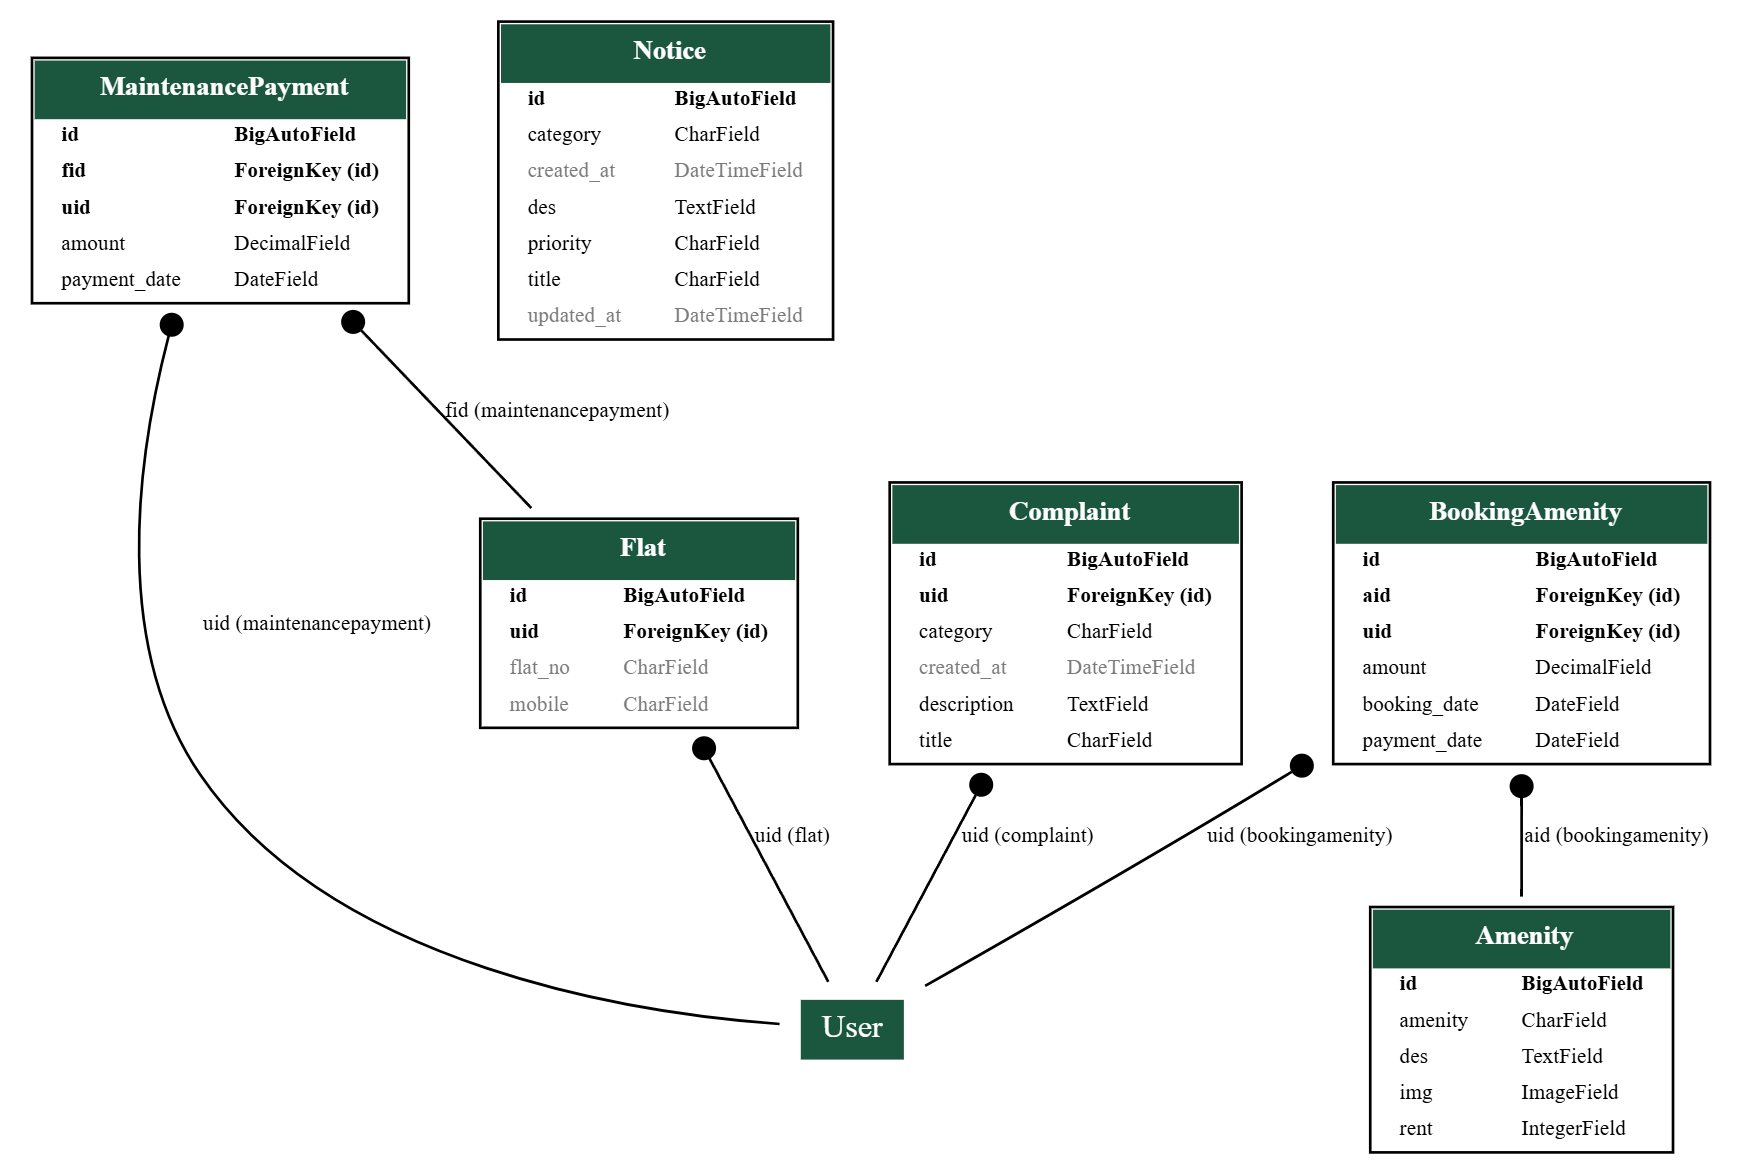 MaintenancePayment
id BigAutoField
fid ForeignKey (id)
uid ForeignKey (id)
amount DecimalField
payment_date DateField
Notice
id BigAutoField
category CharField
created_at DateTimeField
des TextField
priority CharField
title CharField
updated_at DateTimeField
fid (maintenancepayment)
uid (maintenancepayment)
Flat
id BigAutoField
uid ForeignKey (id)
flat_no CharField
mobile CharField
Complaint
id BigAutoField
uid ForeignKey (id)
category CharField
created_at DateTimeField
description TextField
title CharField
BookingAmenity
id BigAutoField
aid ForeignKey (id)
uid ForeignKey (id)
amount DecimalField
booking_date DateField
payment_date DateField
uid (flat)
uid (complaint)
uid (bookingamenity)
aid (bookingamenity)
User
Amenity
id BigAutoField
amenity CharField
des TextField
img ImageField
rent IntegerField